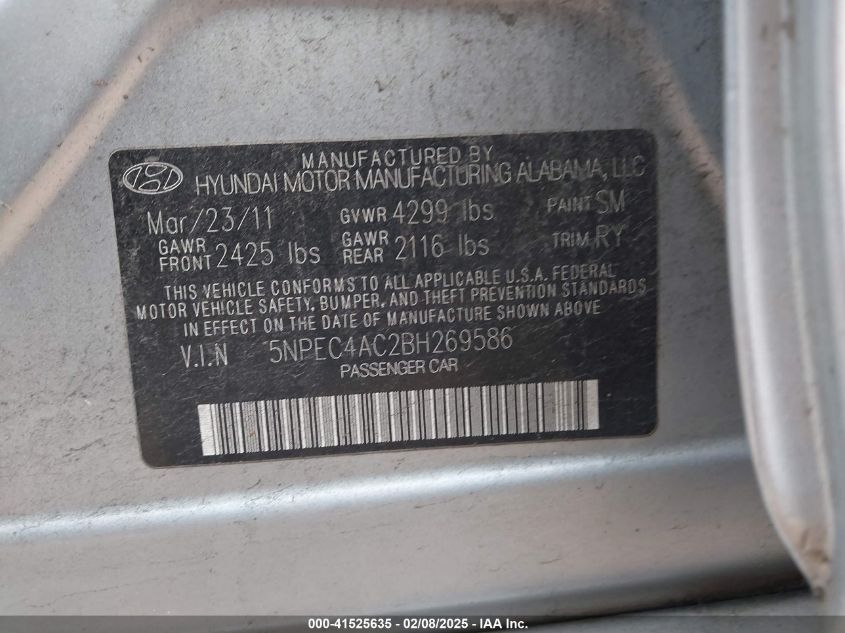 MANUFACTURED BY
HYUNDAI MOTOR MANUFACTURING ALABAMA, LLC
Mar/23/11 GVWR 4299 lbs PAINT SM
GAWR FRONT 2425 lbs GAWR REAR 2116 lbs TRIM RY
THIS VEHICLE CONFORMS TO ALL APPLICABLE U.S.A. FEDERAL
MOTOR VEHICLE SAFETY, BUMPER, AND THEFT PREVENTION STANDARDS
IN EFFECT ON THE DATE OF MANUFACTURE SHOWN ABOVE
V.I.N 5NPEC4AC2BH269586
PASSENGER CAR
000-41525635 - 02/08/2025 - IAA Inc.